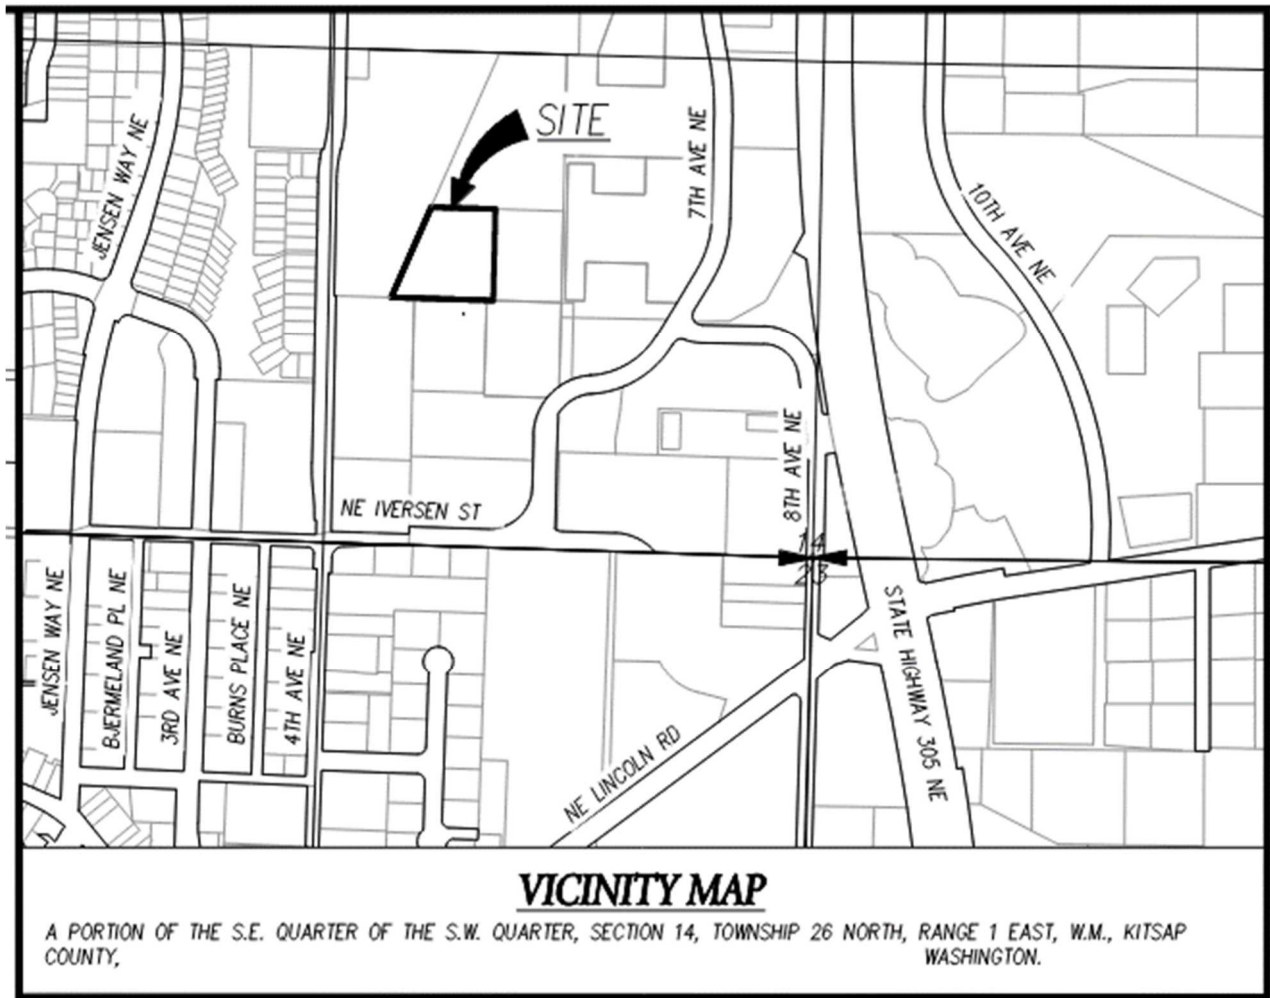 SITE
JENSEN WAY NE
7TH AVE NE
10TH AVE NE
8TH AVE NE
NE IVERSEN ST
14
23
JENSEN WAY NE
BJERMELAND PL NE
3RD AVE NE
BURNS PLACE NE
4TH AVE NE
STATE HIGHWAY 305 NE
NE LINCOLN RD
VICINITY MAP
A PORTION OF THE S.E. QUARTER OF THE S.W. QUARTER, SECTION 14, TOWNSHIP 26 NORTH, RANGE 1 EAST, W.M., KITSAP
COUNTY, WASHINGTON.